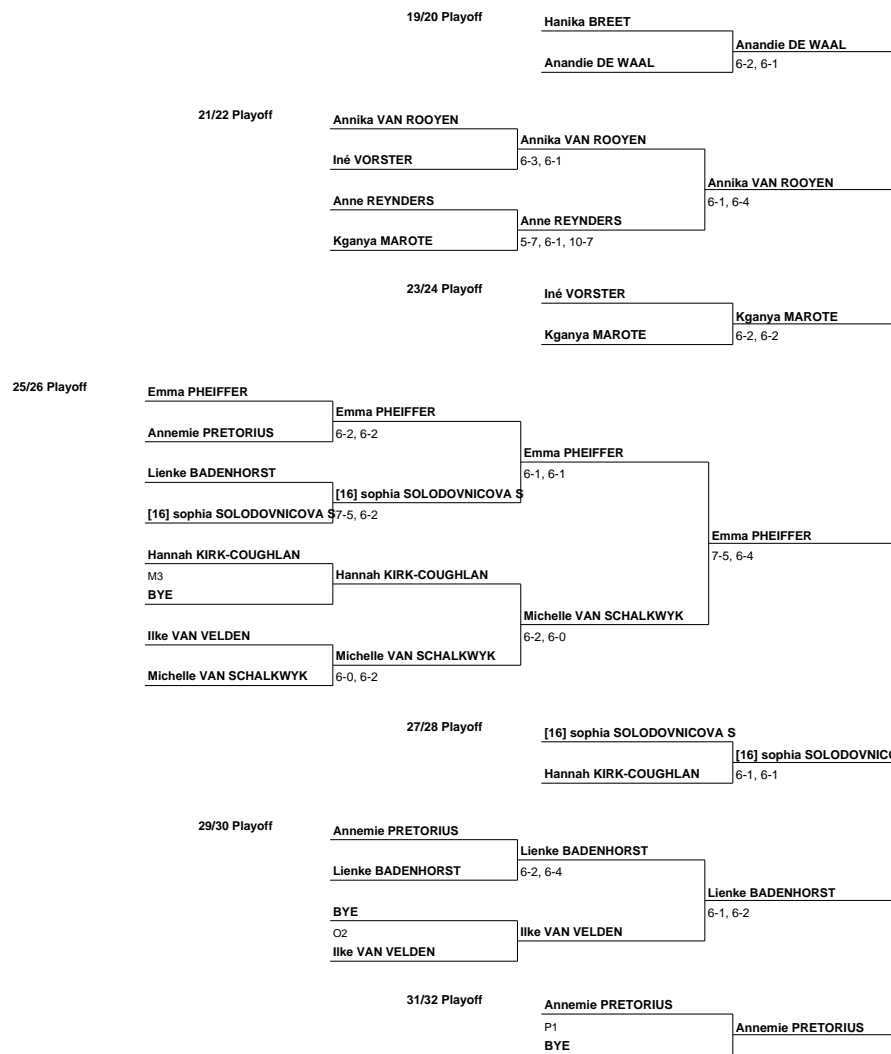 19/20 Playoff
Hanika BREET
Anandie DE WAAL
Anandie DE WAAL
6-2, 6-1
21/22 Playoff
Annika VAN ROOYEN
Annika VAN ROOYEN
Iné VORSTER
6-3, 6-1
Annika VAN ROOYEN
Anne REYNDERS
6-1, 6-4
Anne REYNDERS
Kganya MAROTE
5-7, 6-1, 10-7
23/24 Playoff
Iné VORSTER
Kganya MAROTE
Kganya MAROTE
6-2, 6-2
25/26 Playoff
Emma PHEIFFER
Emma PHEIFFER
Annemie PRETORIUS
6-2, 6-2
Emma PHEIFFER
Lienke BADENHORST
6-1, 6-1
[16] sophia SOLODOVNICOVA S
[16] sophia SOLODOVNICOVA S
7-5, 6-2
Emma PHEIFFER
Hannah KIRK-COUGHLAN
7-5, 6-4
M3
Hannah KIRK-COUGHLAN
BYE
Michelle VAN SCHALKWYK
Ilke VAN VELDEN
6-2, 6-0
Michelle VAN SCHALKWYK
Michelle VAN SCHALKWYK
6-0, 6-2
27/28 Playoff
[16] sophia SOLODOVNICOVA S
[16] sophia SOLODOVNICO
Hannah KIRK-COUGHLAN
6-1, 6-1
29/30 Playoff
Annemie PRETORIUS
Lienke BADENHORST
Lienke BADENHORST
6-2, 6-4
Lienke BADENHORST
BYE
6-1, 6-2
O2
Ilke VAN VELDEN
Ilke VAN VELDEN
31/32 Playoff
Annemie PRETORIUS
P1
Annemie PRETORIUS
BYE